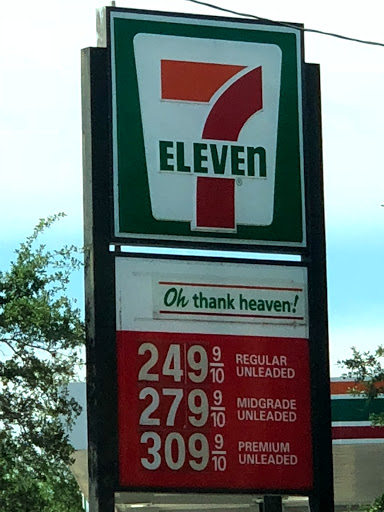 7
ELEVEn ®
Oh thank heaven!
249 9/10 REGULAR UNLEADED
279 9/10 MIDGRADE UNLEADED
309 9/10 PREMIUM UNLEADED